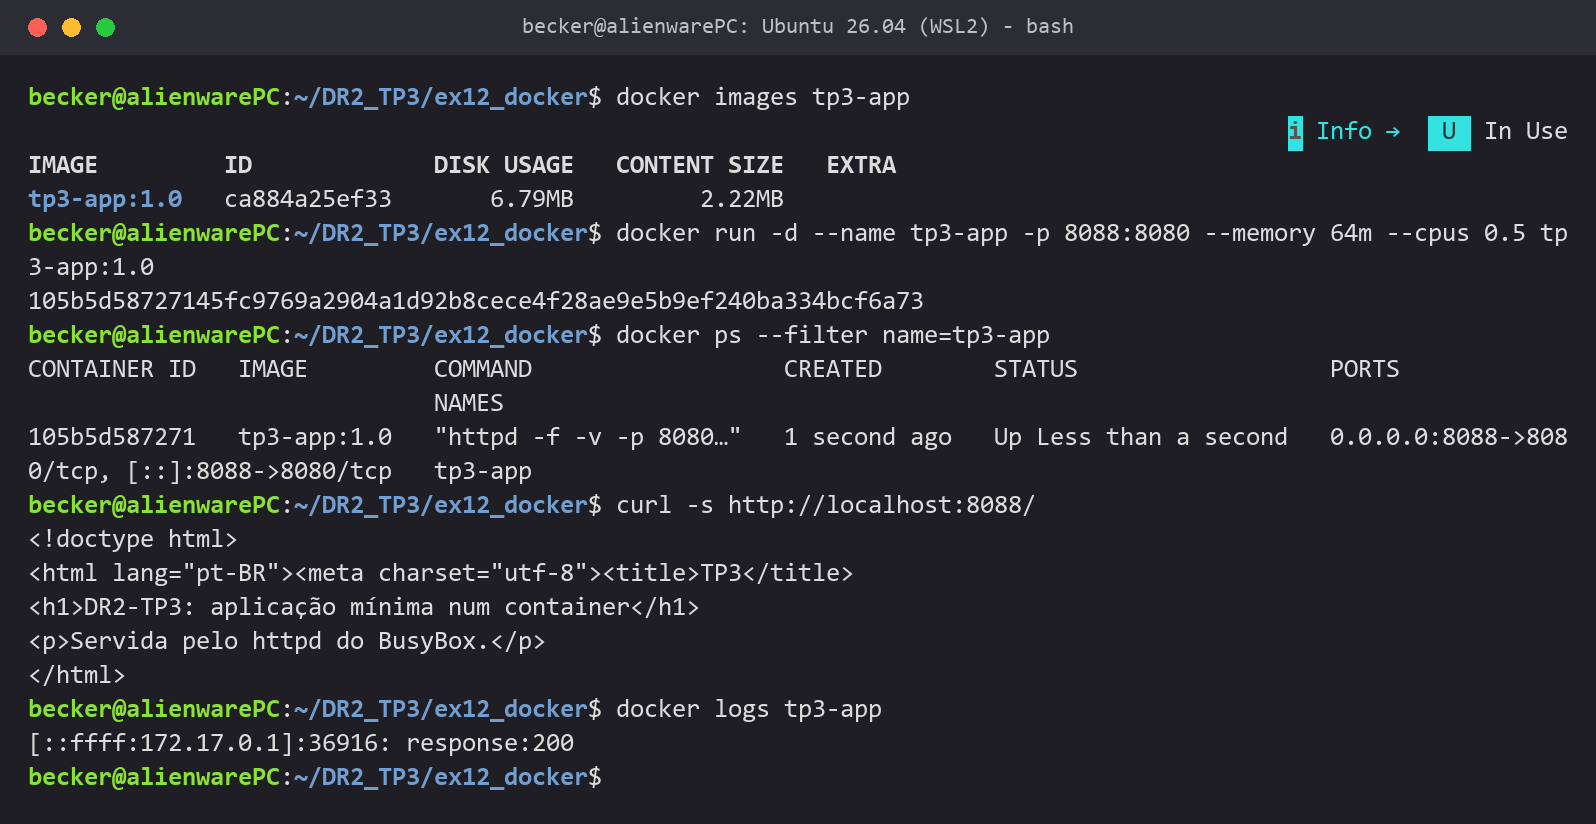 becker@alienwarePC: Ubuntu 26.04 (WSL2) - bash
becker@alienwarePC:~/DR2_TP3/ex12_docker$ docker images tp3-app
i Info →   U  In Use
IMAGE         ID             DISK USAGE   CONTENT SIZE   EXTRA
tp3-app:1.0   ca884a25ef33       6.79MB         2.22MB
becker@alienwarePC:~/DR2_TP3/ex12_docker$ docker run -d --name tp3-app -p 8088:8080 --memory 64m --cpus 0.5 tp
3-app:1.0
105b5d58727145fc9769a2904a1d92b8cece4f28ae9e5b9ef240ba334bcf6a73
becker@alienwarePC:~/DR2_TP3/ex12_docker$ docker ps --filter name=tp3-app
CONTAINER ID   IMAGE         COMMAND                  CREATED        STATUS                  PORTS
NAMES
105b5d587271   tp3-app:1.0   "httpd -f -v -p 8080…"   1 second ago   Up Less than a second   0.0.0.0:8088->808
0/tcp, [::]:8088->8080/tcp   tp3-app
becker@alienwarePC:~/DR2_TP3/ex12_docker$ curl -s http://localhost:8088/
<!doctype html>
<html lang="pt-BR"><meta charset="utf-8"><title>TP3</title>
<h1>DR2-TP3: aplicação mínima num container</h1>
<p>Servida pelo httpd do BusyBox.</p>
</html>
becker@alienwarePC:~/DR2_TP3/ex12_docker$ docker logs tp3-app
[::ffff:172.17.0.1]:36916: response:200
becker@alienwarePC:~/DR2_TP3/ex12_docker$